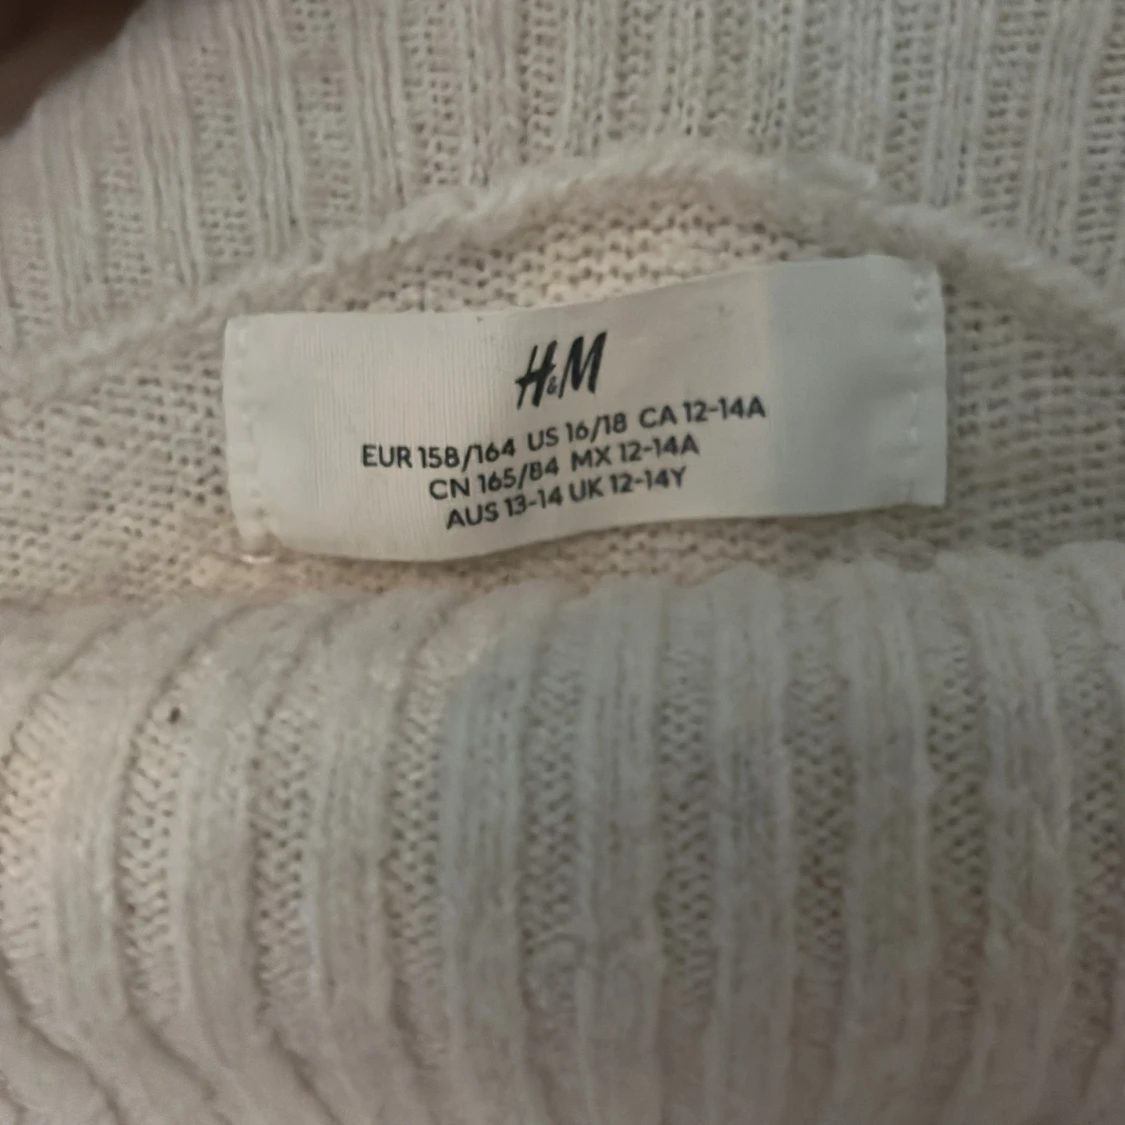 H&M
EUR 158/164 US 16/18 CA 12-14A
CN 165/84 MX 12-14A
AUS 13-14 UK 12-14Y